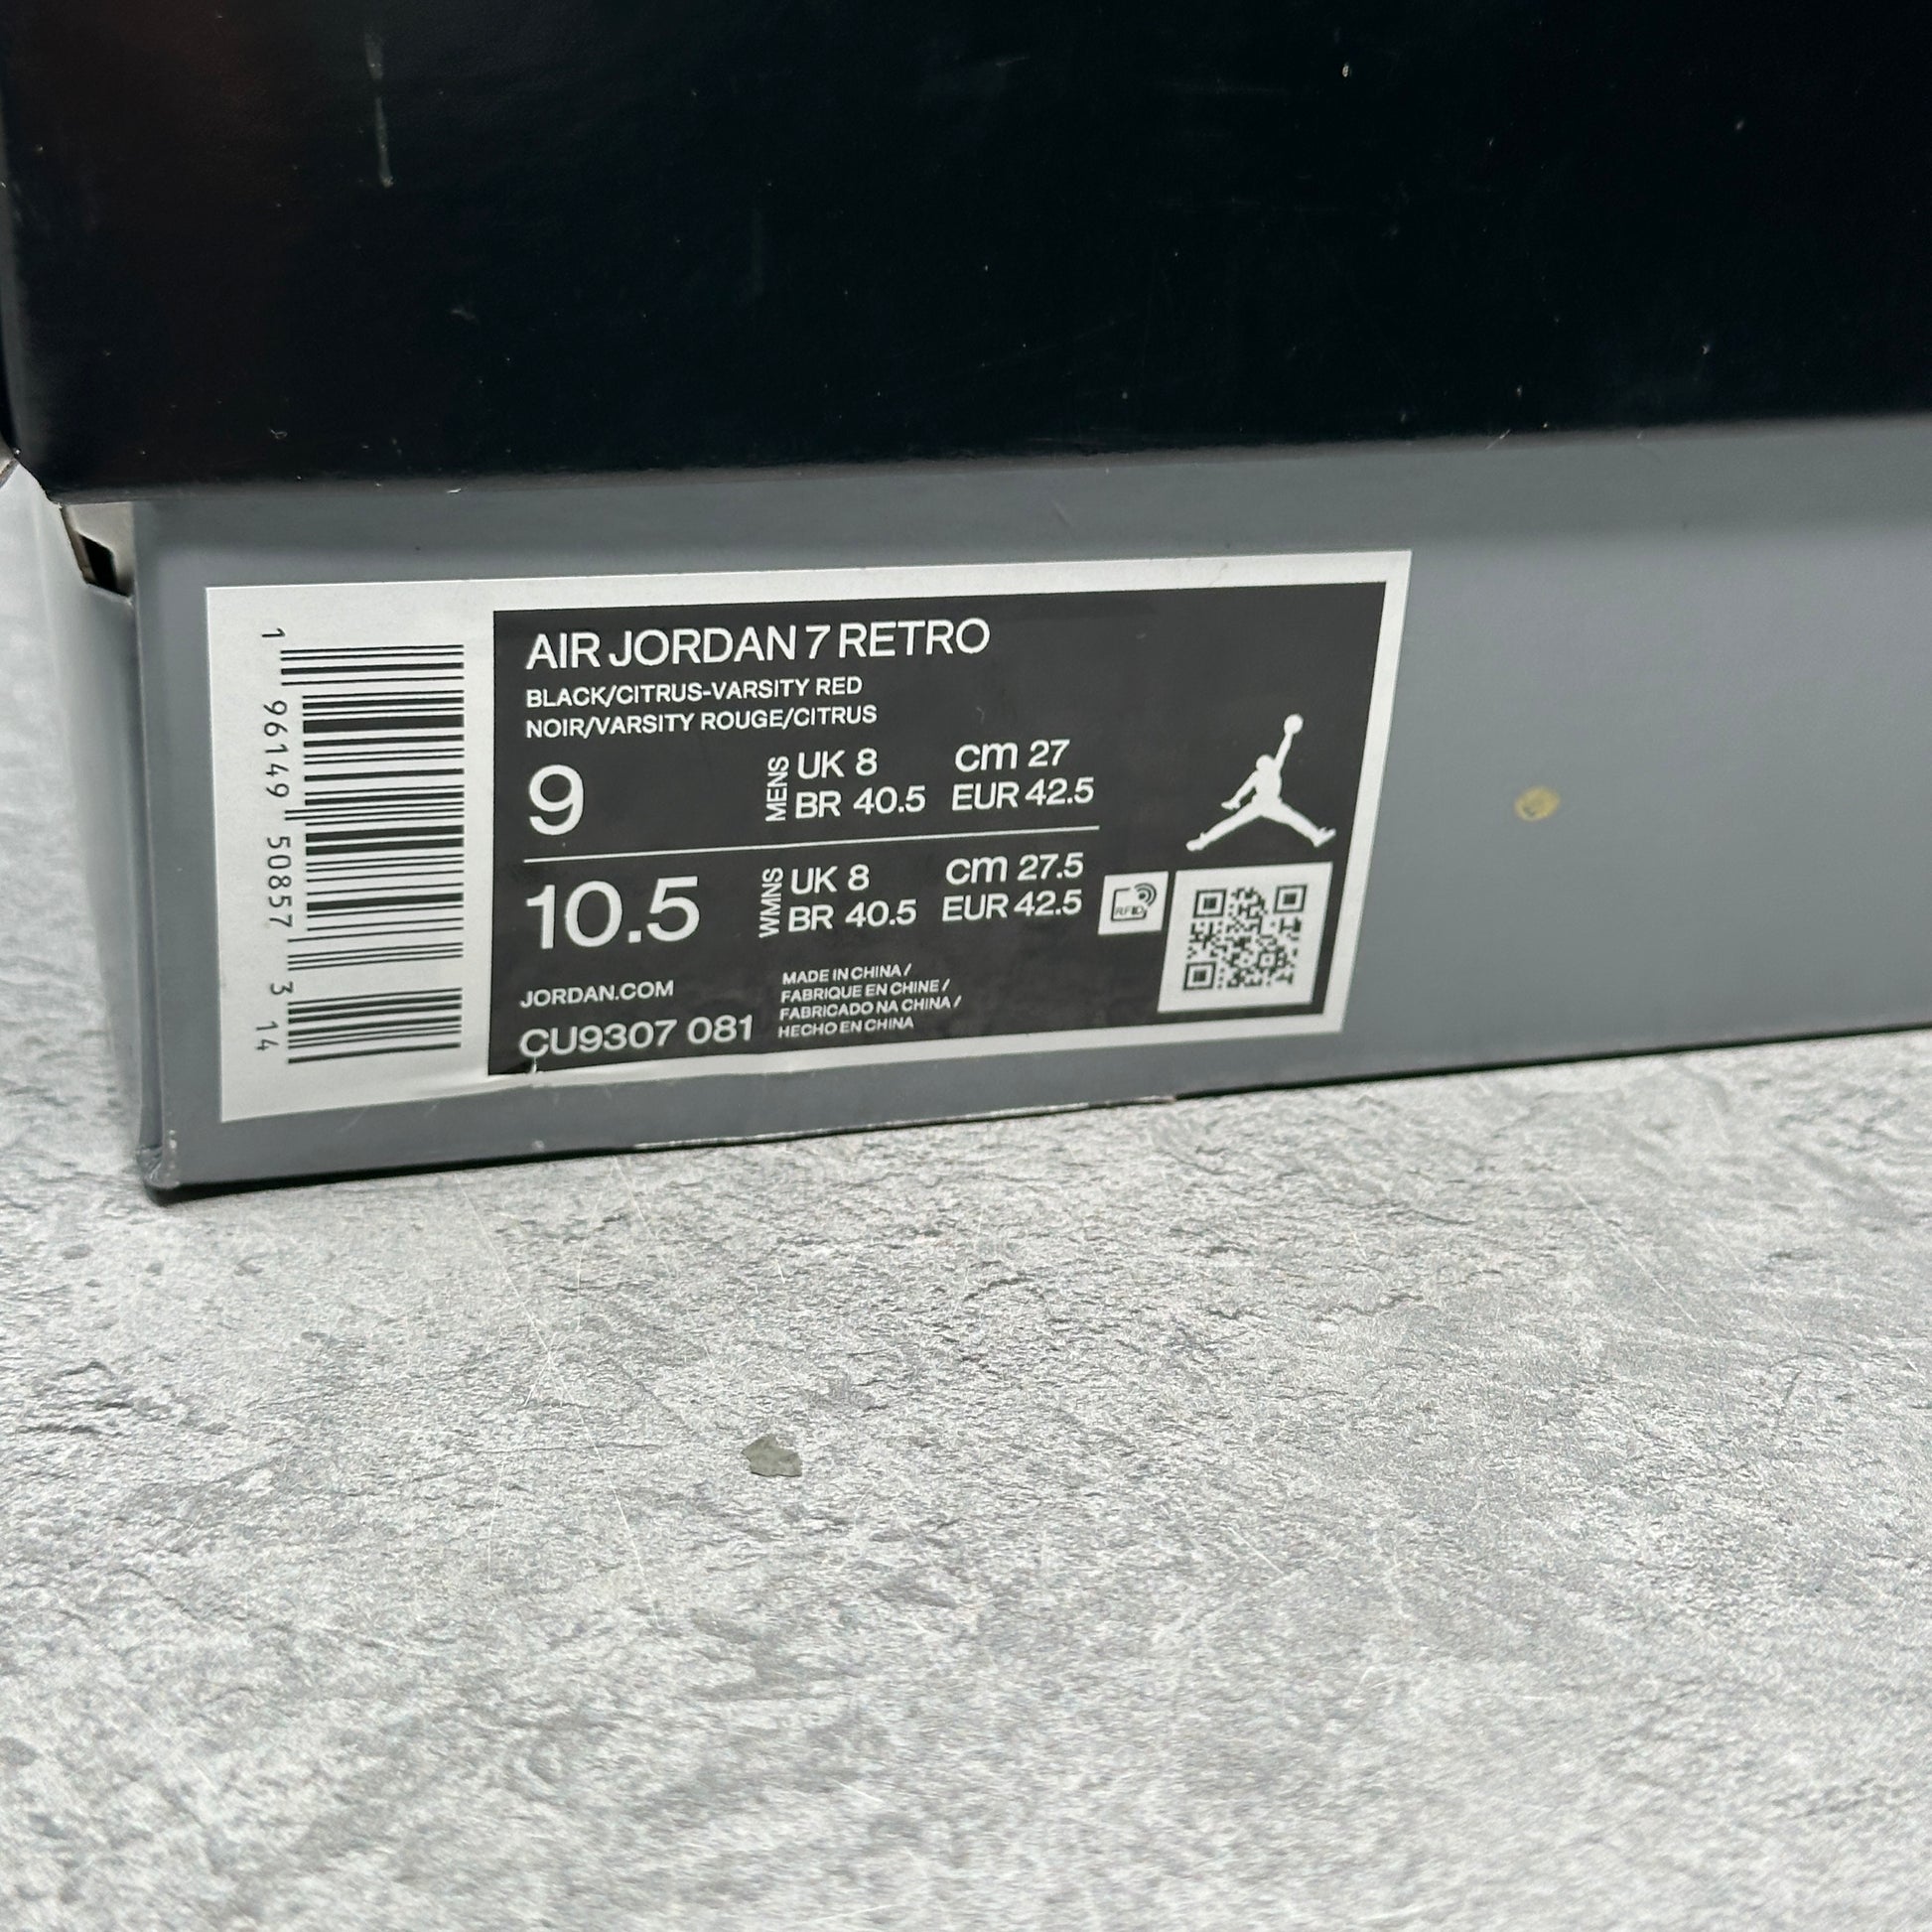 AIR JORDAN 7 RETRO
BLACK/CITRUS-VARSITY RED
NOIR/VARSITY ROUGE/CITRUS
9 MENS UK 8 cm 27
BR 40.5 EUR 42.5
10.5 WMNS UK 8 cm 27.5
BR 40.5 EUR 42.5
RFID
JORDAN.COM
CU9307 081
MADE IN CHINA /
FABRIQUE EN CHINE /
FABRICADO NA CHINA /
HECHO EN CHINA
1 96149 50857 3 14